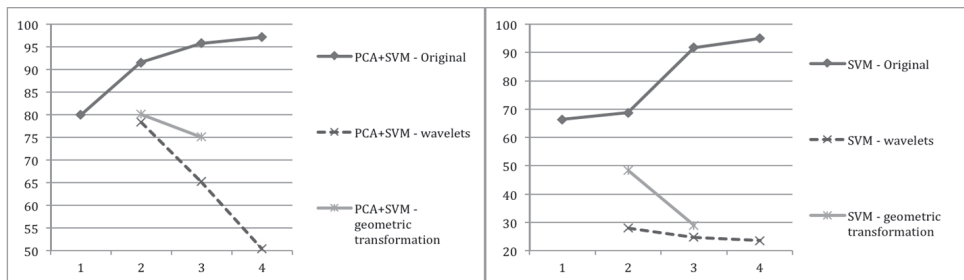 100
95
90
85
80
75
70
65
60
55
50
1 2 3 4
PCA+SVM - Original
PCA+SVM - wavelets
PCA+SVM -
geometric
transformation
100
90
80
70
60
50
40
30
20
1 2 3 4
SVM - Original
SVM - wavelets
SVM - geometric
transformation